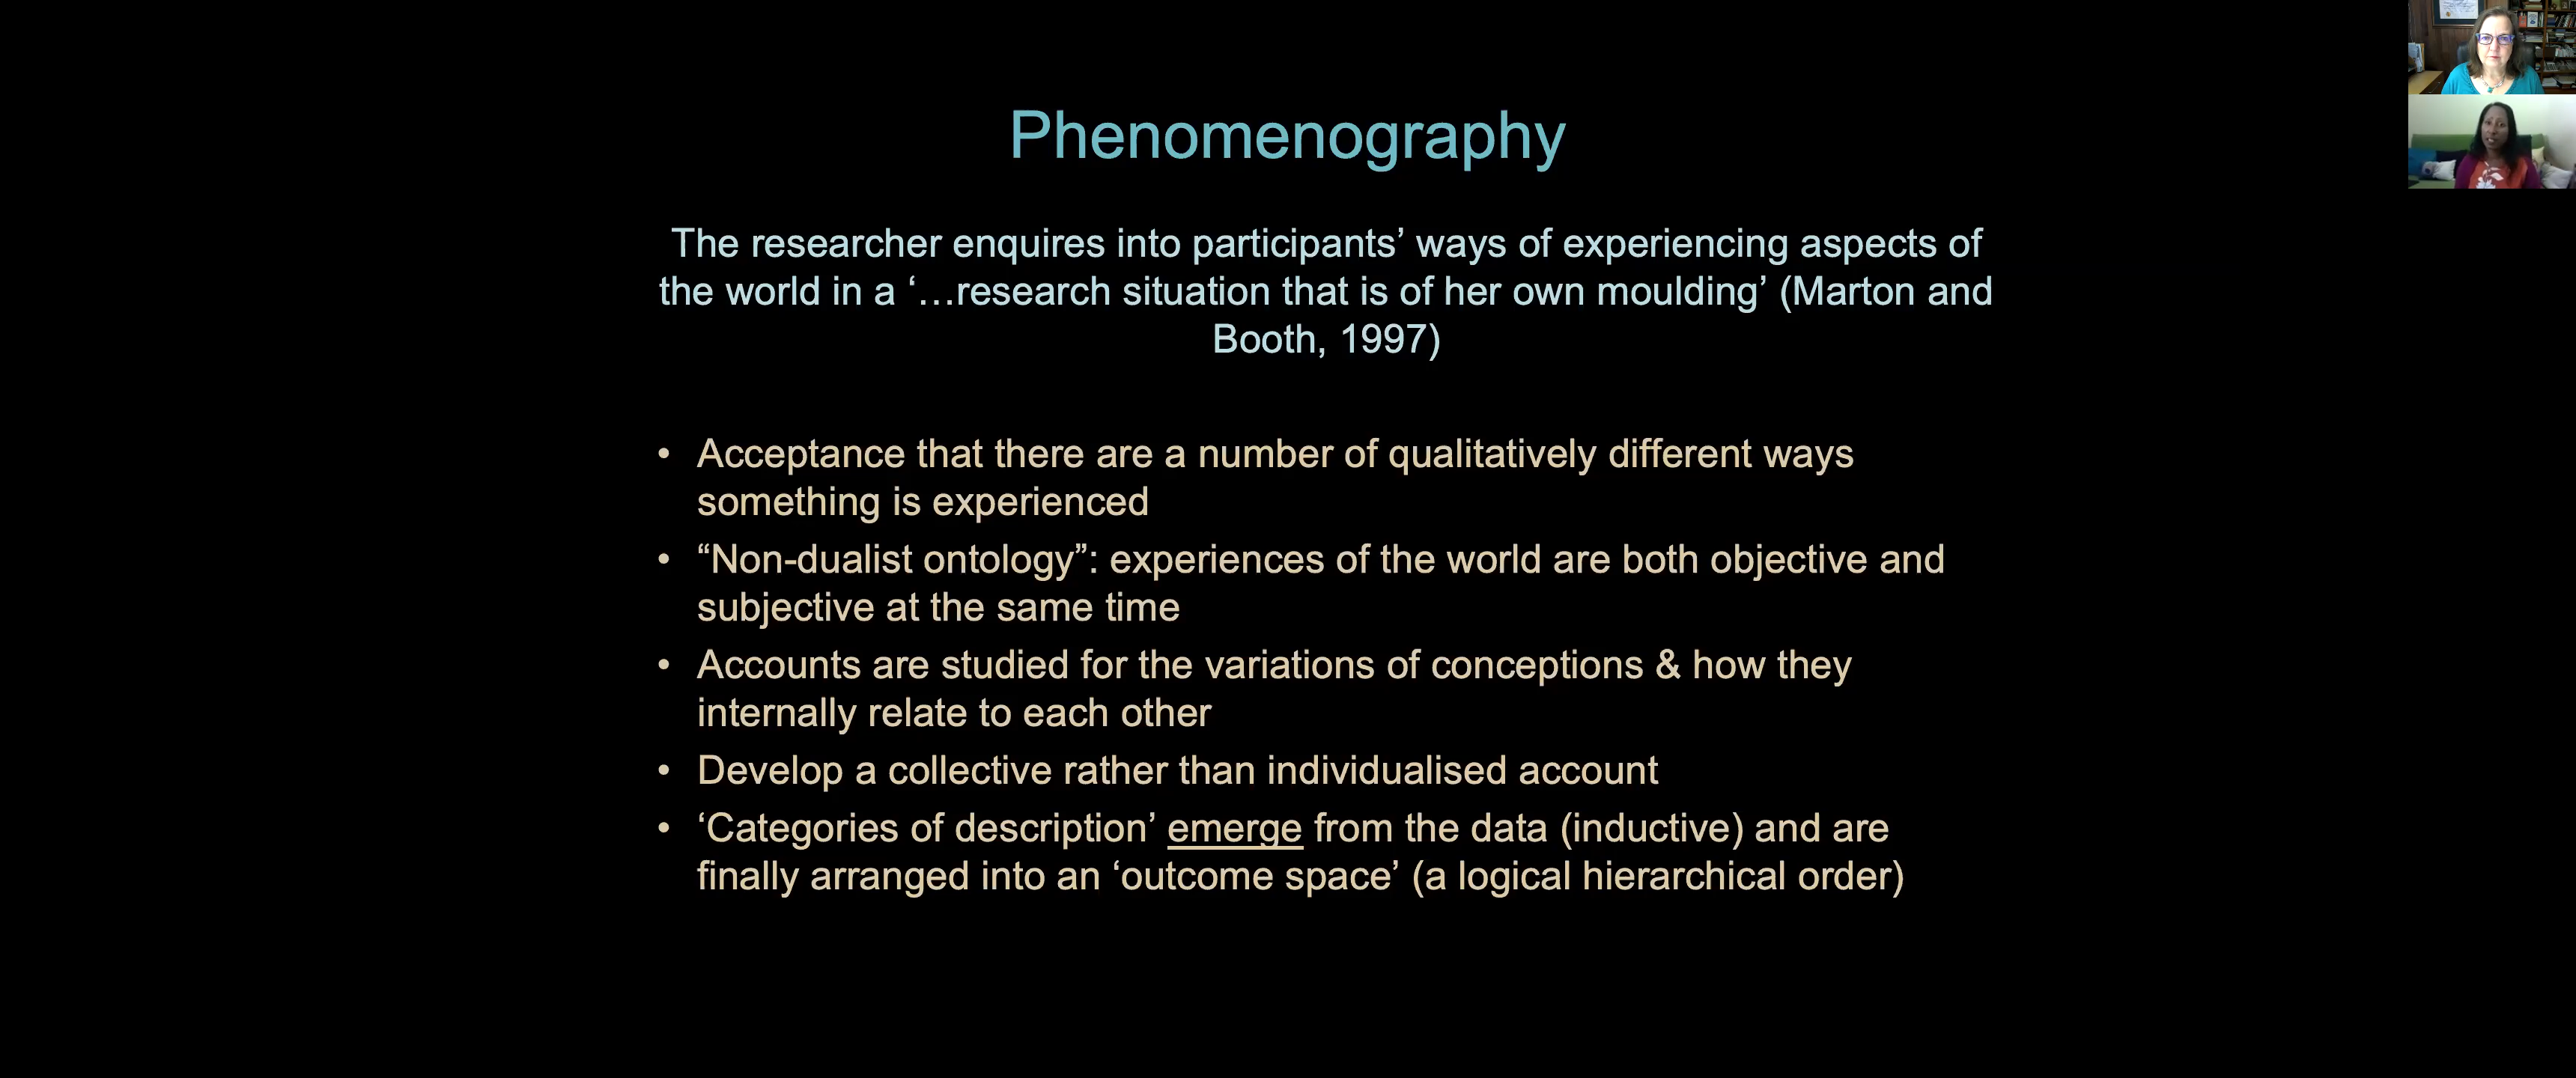 Phenomenography
The researcher enquires into participants’ ways of experiencing aspects of
the world in a ‘…research situation that is of her own moulding’ (Marton and
Booth, 1997)
• Acceptance that there are a number of qualitatively different ways
something is experienced
• “Non-dualist ontology”: experiences of the world are both objective and
subjective at the same time
• Accounts are studied for the variations of conceptions & how they
internally relate to each other
• Develop a collective rather than individualised account
• ‘Categories of description’ emerge from the data (inductive) and are
finally arranged into an ‘outcome space’ (a logical hierarchical order)